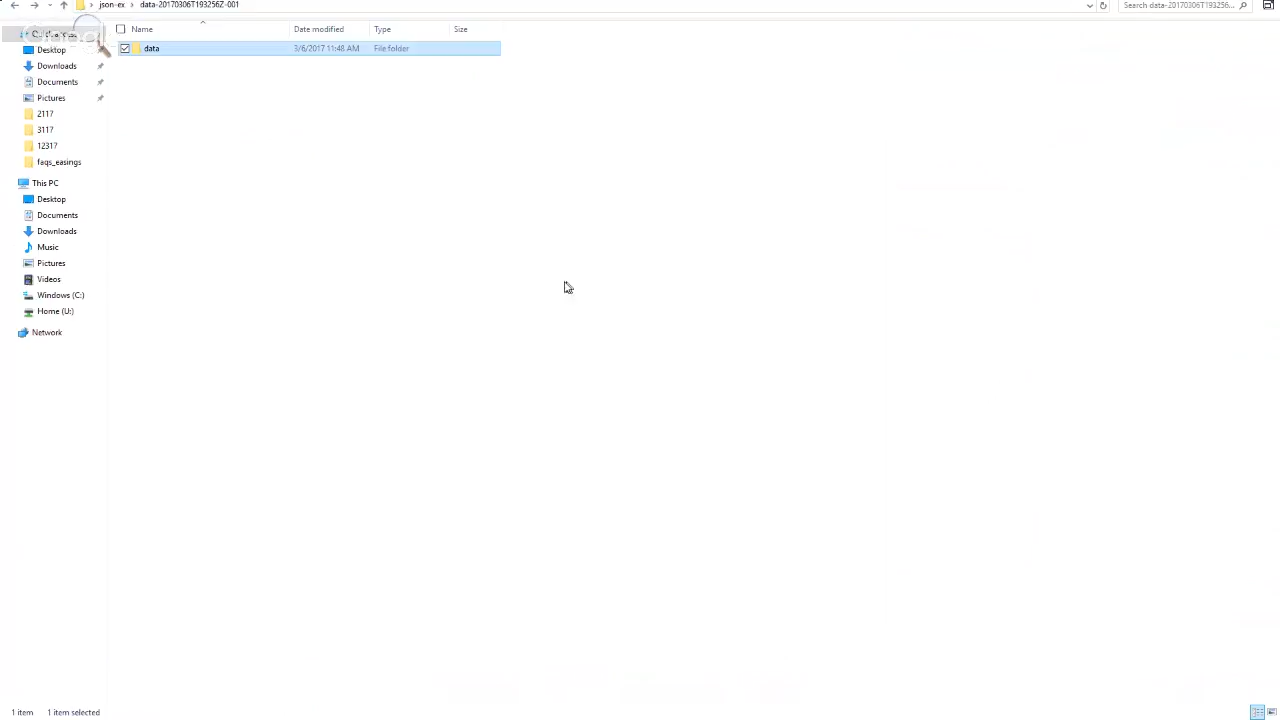 json-ex > data-20170306T193256Z-001
Search data-20170306T193256...
Name Date modified Type Size
data 3/6/2017 11:48 AM File folder
Desktop
Downloads
Documents
Pictures
2117
3117
12317
faqs_easings
This PC
Desktop
Documents
Downloads
Music
Pictures
Videos
Windows (C:)
Home (U:)
Network
1 item 1 item selected